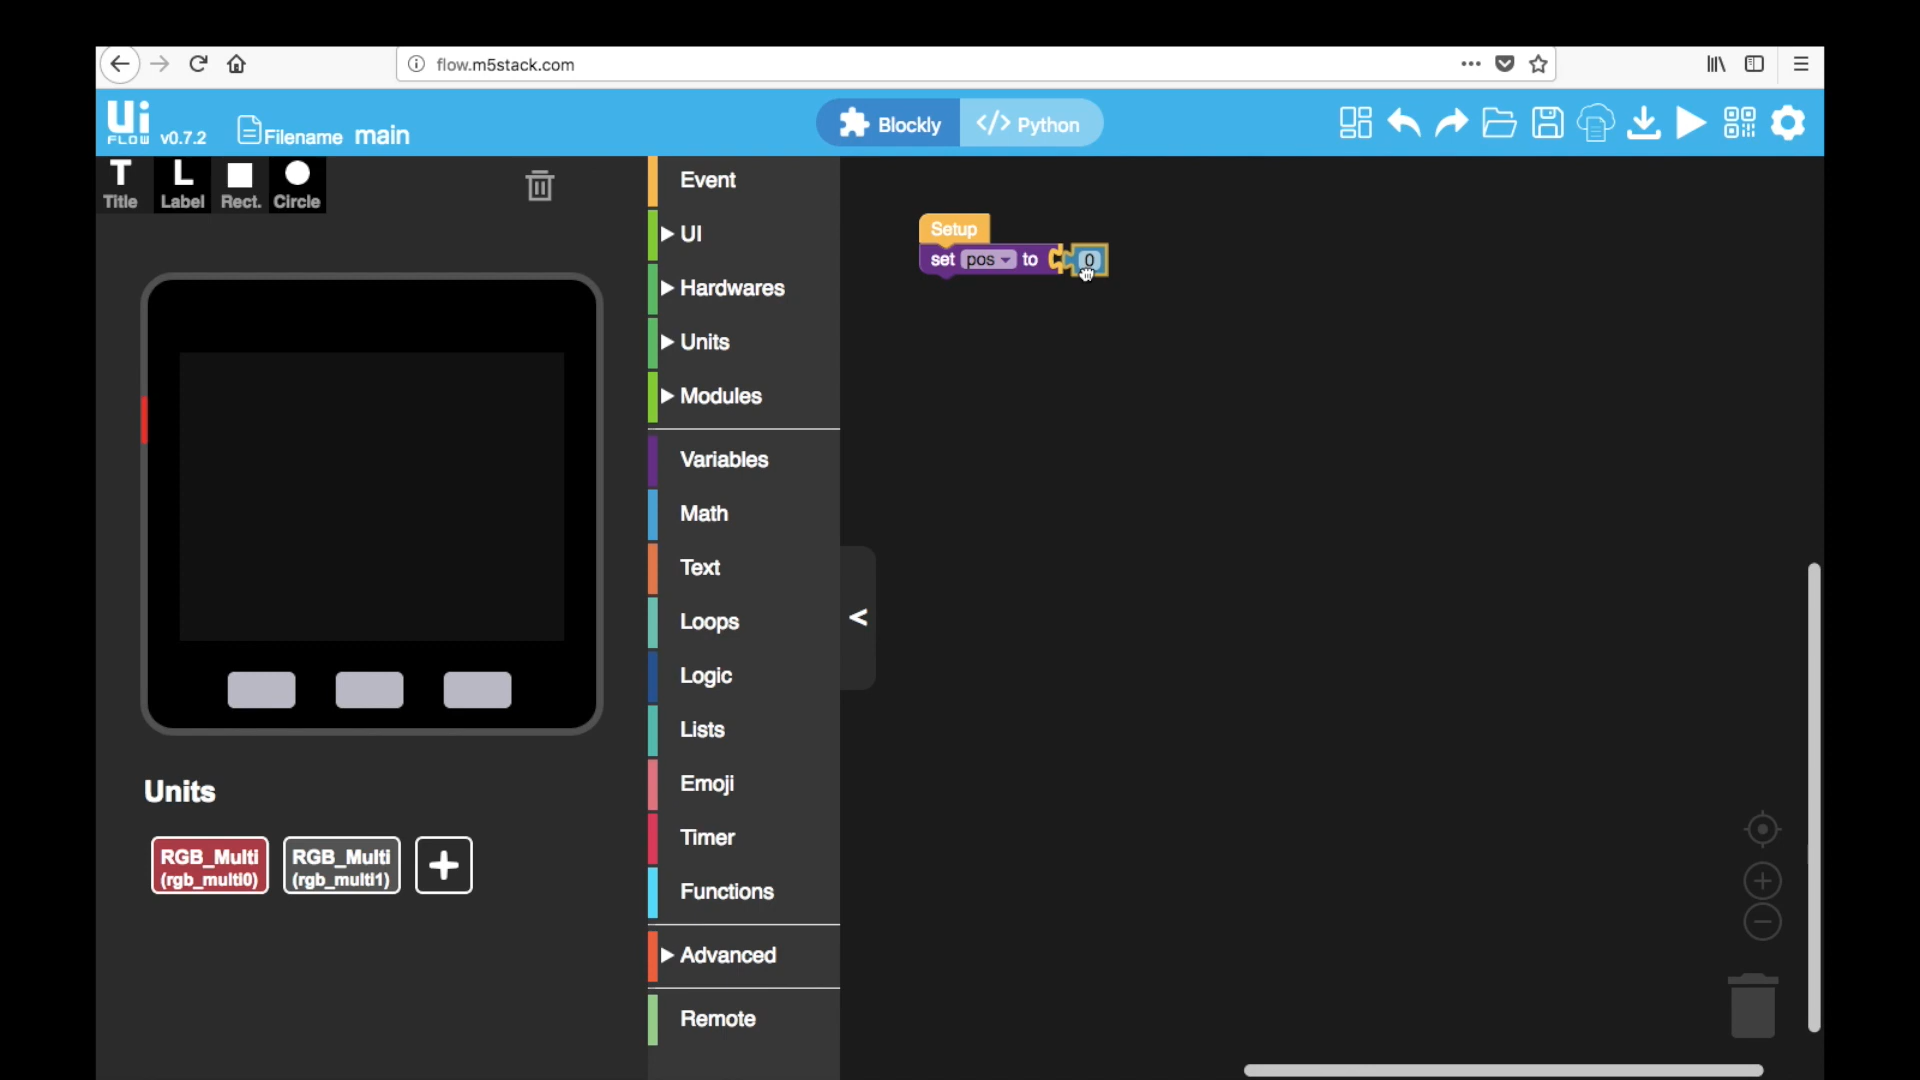 flow.m5stack.com
Ui
FLOW v0.7.2 Filename main
Blockly </> Python
T L
Title Label Rect. Circle
Event
UI
Hardwares
Units
Modules
Variables
Math
Text
Loops
Logic
Lists
Emoji
Timer
Functions
Advanced
Remote
<
Setup
set pos to 0
Units
RGB_Multi
(rgb_multi0)
RGB_Multi
(rgb_multi1)
+